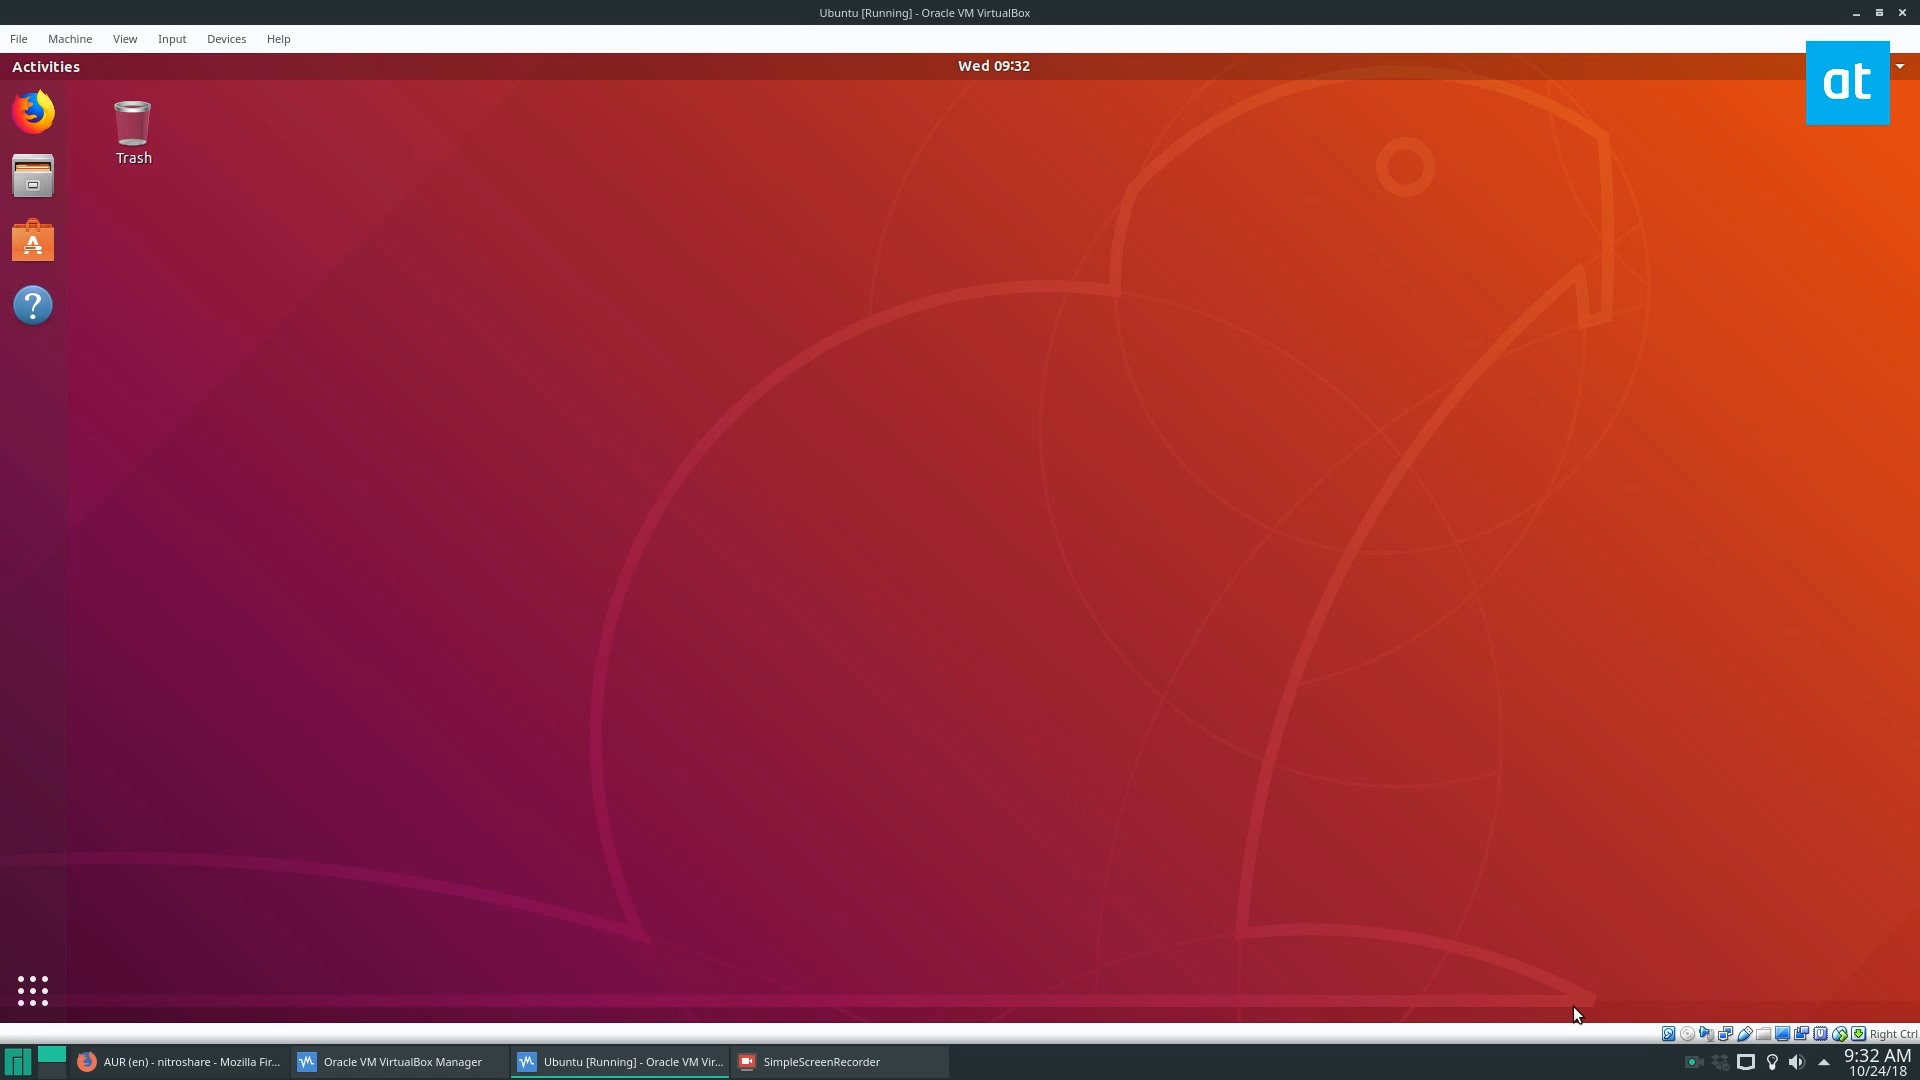 Ubuntu [Running] - Oracle VM VirtualBox
File Machine View Input Devices Help
Activities
Wed 09:32
at
Trash
Right Ctrl
AUR (en) - nitroshare - Mozilla Fir...
Oracle VM VirtualBox Manager
Ubuntu [Running] - Oracle VM Vir...
SimpleScreenRecorder
9:32 AM
10/24/18